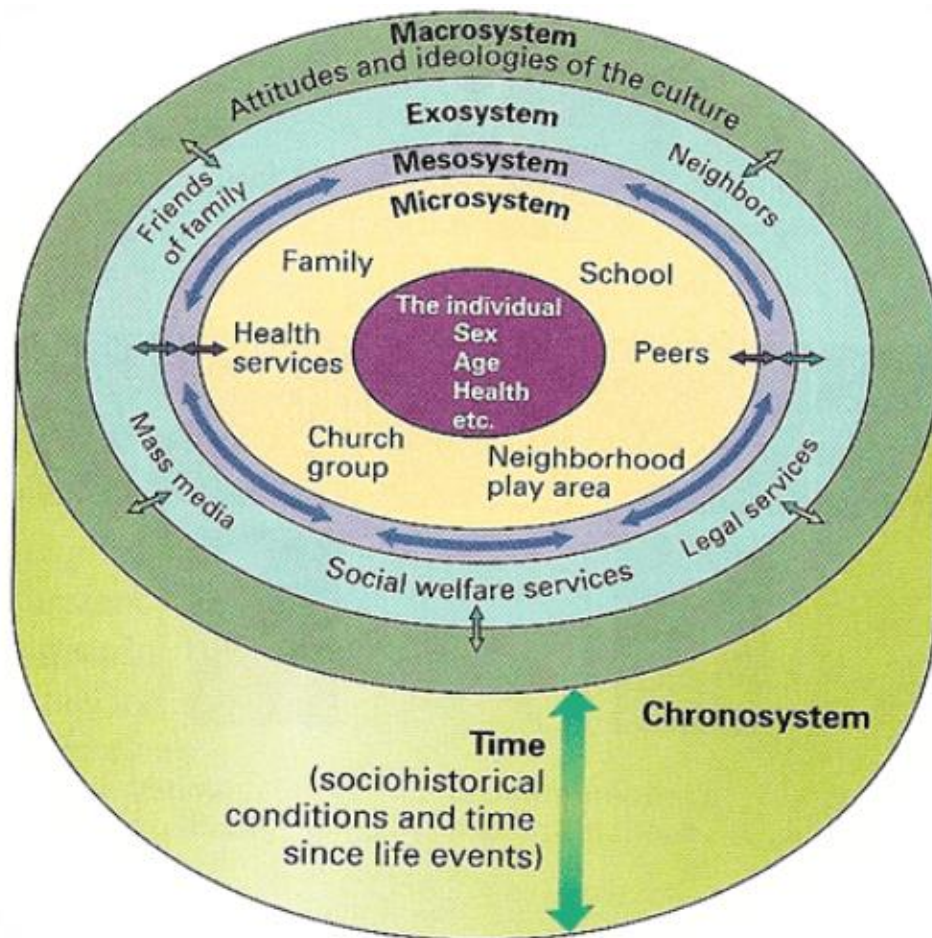 Macrosystem
Attitudes and ideologies of the culture
Exosystem
Mesosystem
Microsystem
Friends
of family
Neighbors
Family
School
The individual
Sex
Age
Health
etc.
Health
services
Peers
Church
group
Neighborhood
play area
Mass media
Legal services
Social welfare services
Chronosystem
Time
(sociohistorical
conditions and time
since life events)